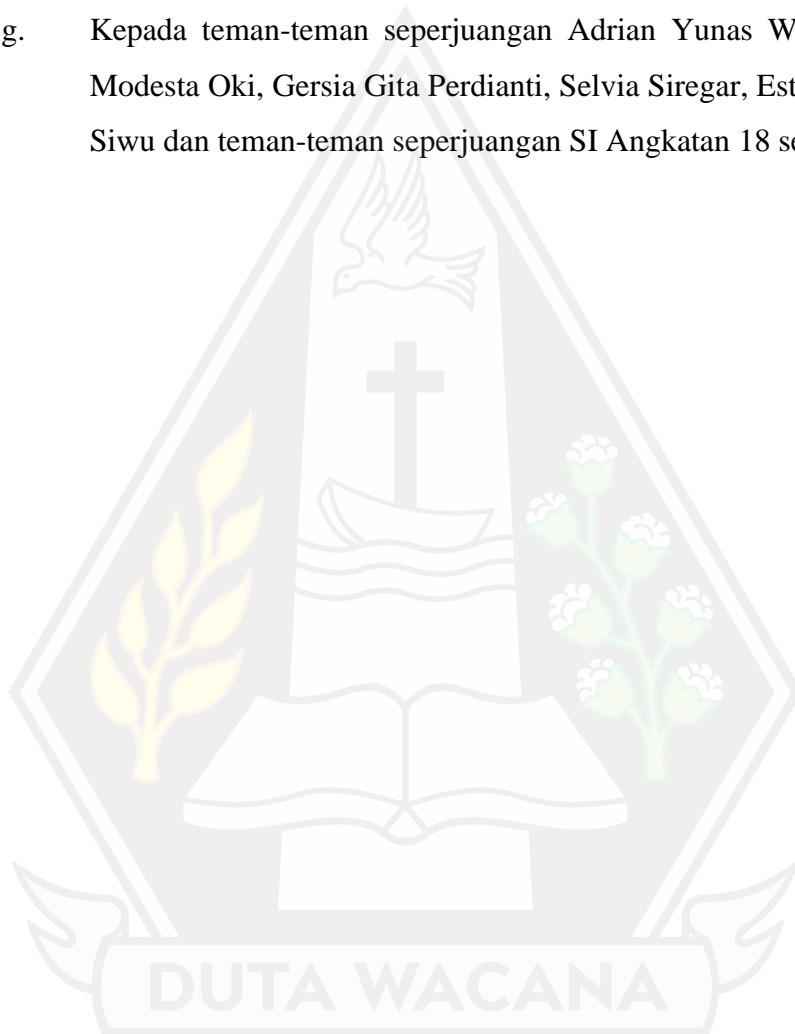 g. Kepada teman-teman seperjuangan Adrian Yunas
Modesta Oki, Gersia Gita Perdianti, Selvia Siregar,
Siwu dan teman-teman seperjuangan SI Angkatan 18
DUTA WACANA